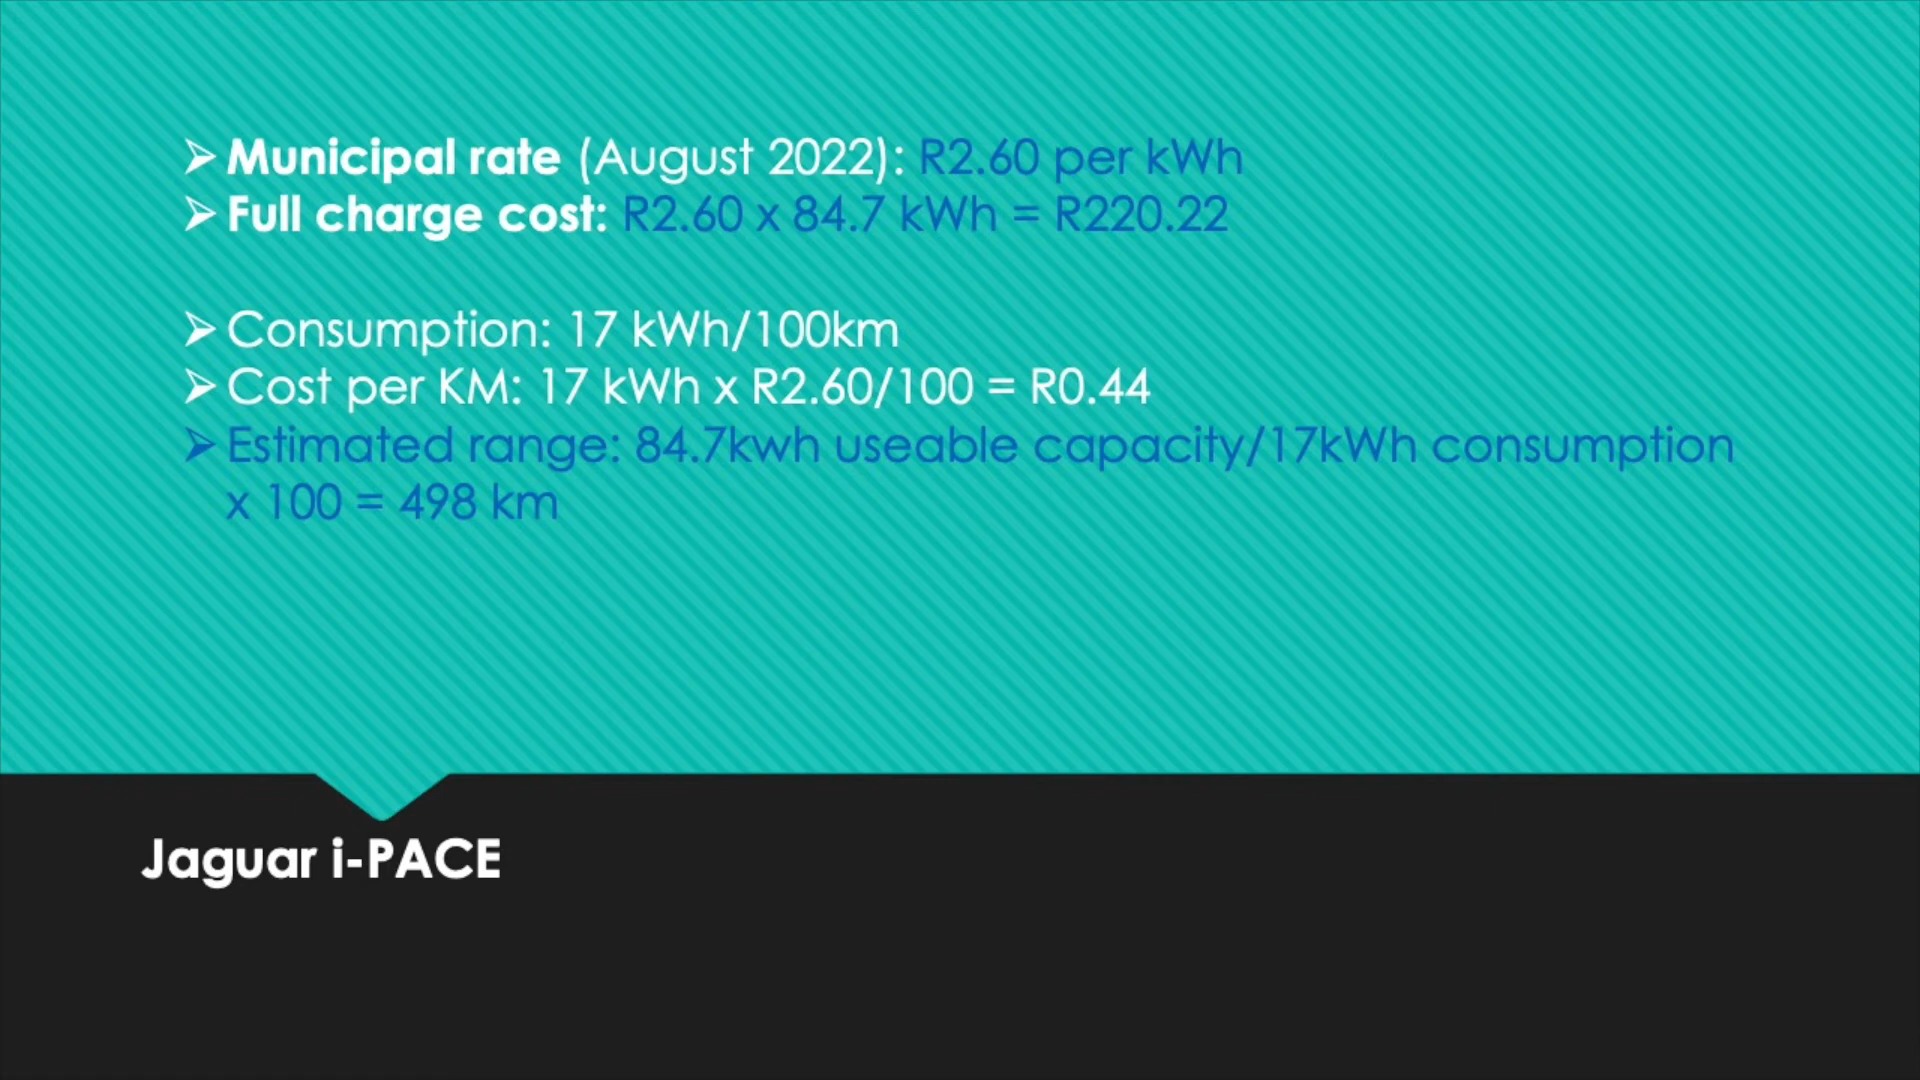 ➢ Municipal rate (August 2022): R2.60 per kWh
➢ Full charge cost: R2.60 x 84.7 kWh = R220.22
➢ Consumption: 17 kWh/100km
➢ Cost per KM: 17 kWh x R2.60/100 = R0.44
➢ Estimated range: 84.7kwh useable capacity/17kWh consumption
x 100 = 498 km
Jaguar i-PACE